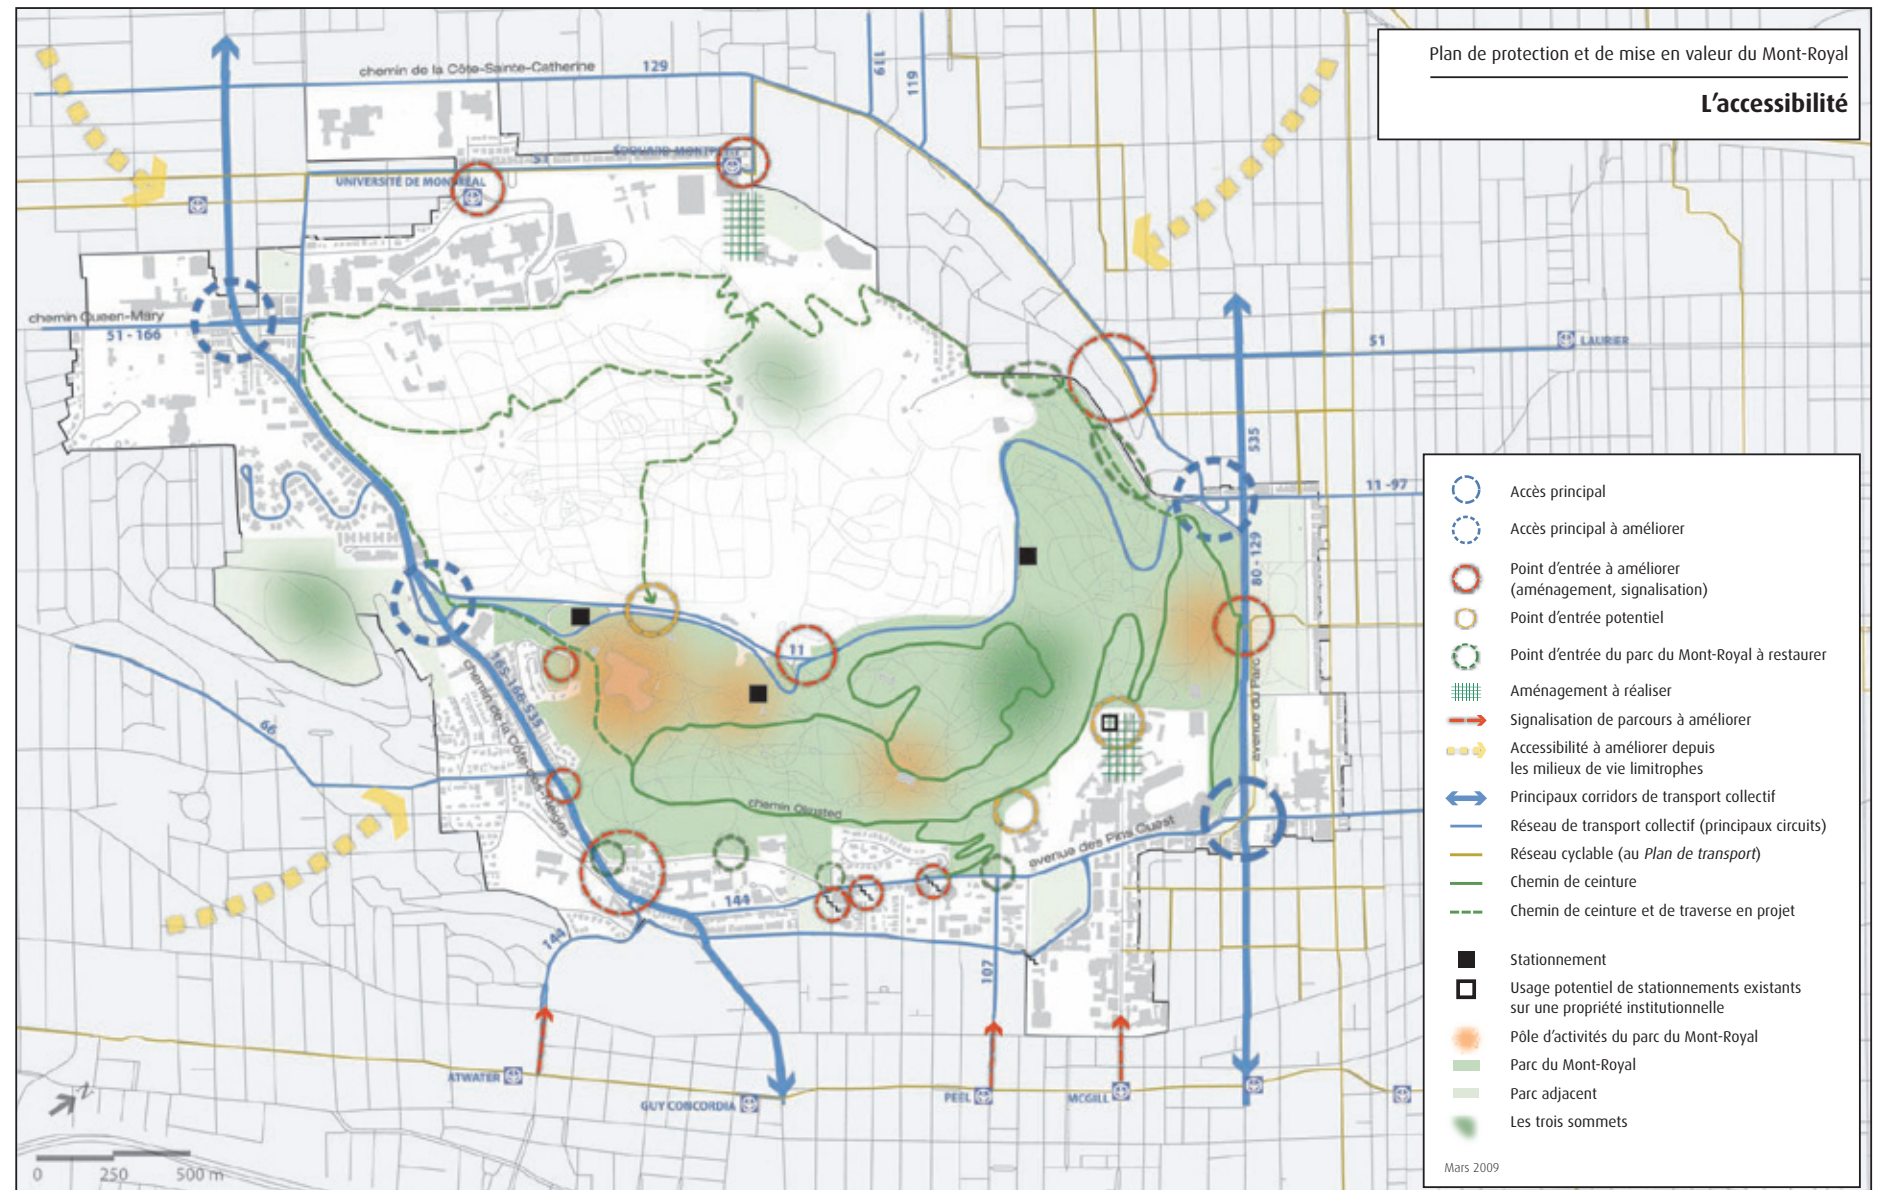 Plan de protection et de mise en valeur du Mont-Royal
L'accessibilité
chemin de la Côte-Sainte-Catherine
129
119
119
51
ÉDOUARD-MONTPETIT
UNIVERSITÉ DE MONTRÉAL
chemin Queen-Mary
51 - 166
51
LAURIER
535
11 -97
80 - 129
11
avenue du Parc
165-166-535
chemin de la Côte-des-Neiges
66
chemin Olmsted
avenue des Pins Ouest
144
144
107
ATWATER
GUY CONCORDIA
PEEL
MCGILL
N
0 250 500 m
Accès principal
Accès principal à améliorer
Point d'entrée à améliorer
(aménagement, signalisation)
Point d'entrée potentiel
Point d'entrée du parc du Mont-Royal à restaurer
Aménagement à réaliser
Signalisation de parcours à améliorer
Accessibilité à améliorer depuis
les milieux de vie limitrophes
Principaux corridors de transport collectif
Réseau de transport collectif (principaux circuits)
Réseau cyclable (au Plan de transport)
Chemin de ceinture
Chemin de ceinture et de traverse en projet
Stationnement
Usage potentiel de stationnements existants
sur une propriété institutionnelle
Pôle d'activités du parc du Mont-Royal
Parc du Mont-Royal
Parc adjacent
Les trois sommets
Mars 2009